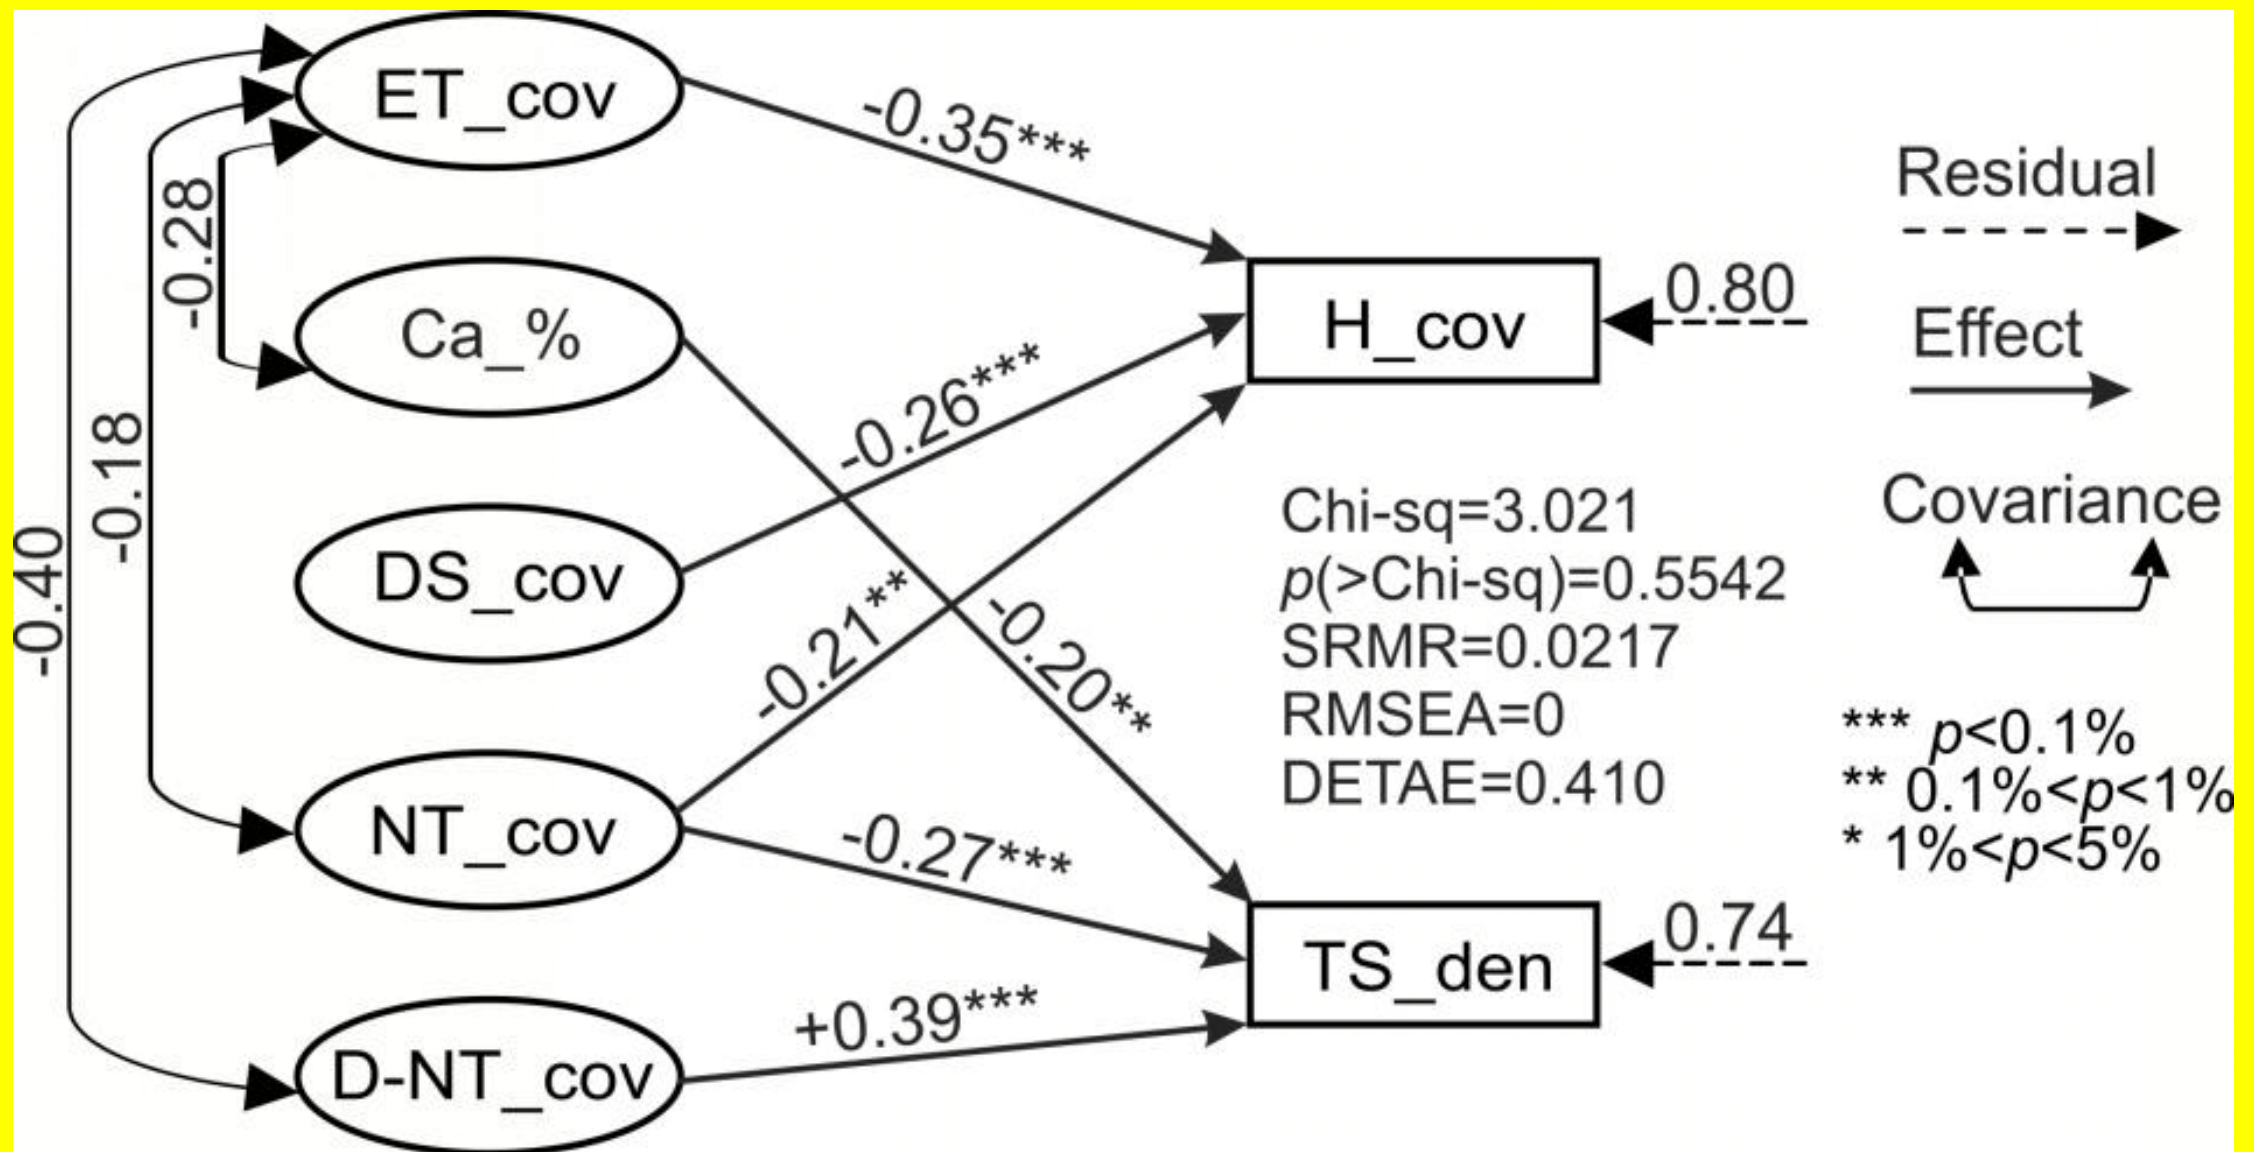 ET_cov
Ca_%
DS_cov
NT_cov
D-NT_cov
-0.28
-0.18
-0.40
-0.35***
-0.26***
-0.21**
-0.20**
-0.27***
+0.39***
H_cov
TS_den
0.80
0.74
Chi-sq=3.021
p(>Chi-sq)=0.5542
SRMR=0.0217
RMSEA=0
DETAE=0.410
Residual
Effect
Covariance
*** p<0.1%
** 0.1%<p<1%
* 1%<p<5%